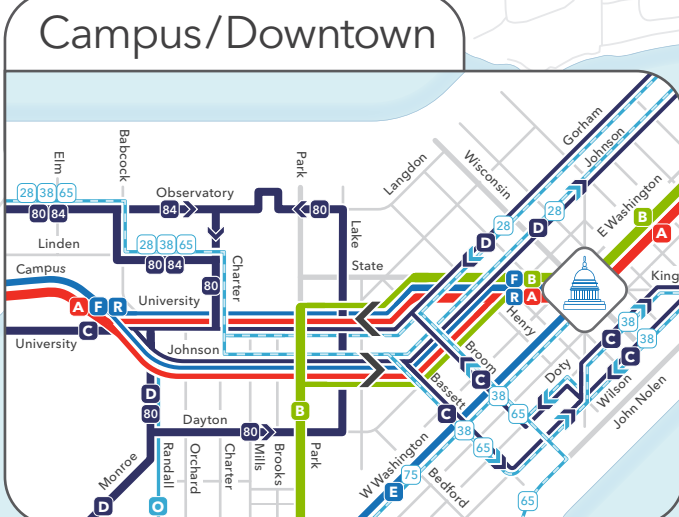 Campus/Downtown
Gorham
Johnson
Wisconsin
Langdon
E Washington
Elm
Babcock
Park
28 38 65
Observatory
80 84
84
80
28
28
D
D
B
A
Linden
28 38 65
80 84
Lake
State
Charter
80
Campus
A F R
University
F B
R A
Henry
King
C
University
Johnson
38
C
38
C
Broom
Doty
Wilson
John Nolen
Bassett
C
38
65
D
80
B
C
38
65
Dayton
80
Monroe
Randall
Orchard
Charter
Mills
Brooks
Park
W Washington
75
E
Bedford
65
D
O